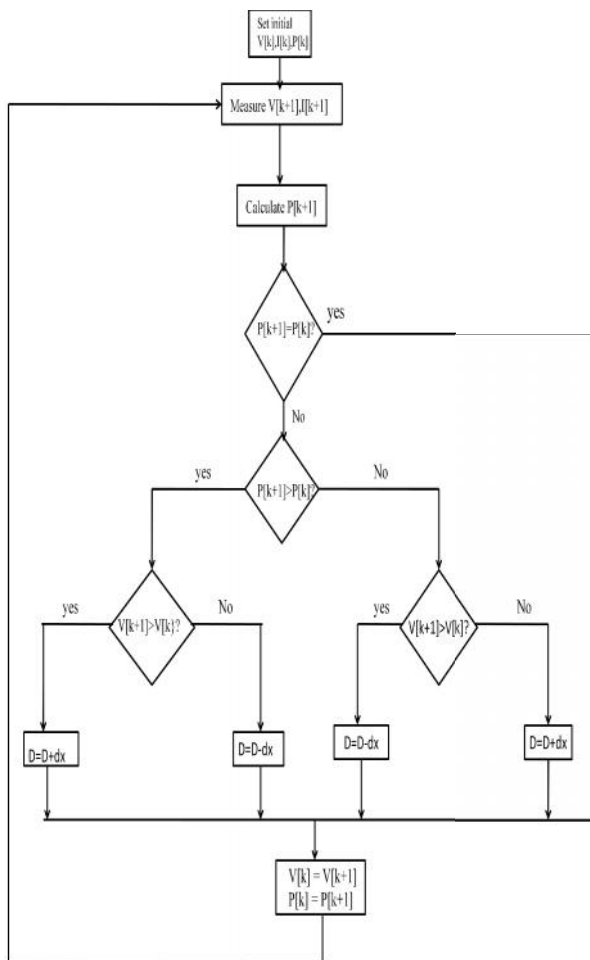 Set initial
V[k],I[k],P[k]
Measure V[k+1],I[k+1]
Calculate P[k+1]
P[k+1]=P[k]?
yes
No
P[k+1]>P[k]?
yes
No
V[k+1]>V[k]?
yes
No
V[k+1]>V[k]?
yes
No
D=D+dx
D=D-dx
D=D-dx
D=D+dx
V[k] = V[k+1]
P[k] = P[k+1]